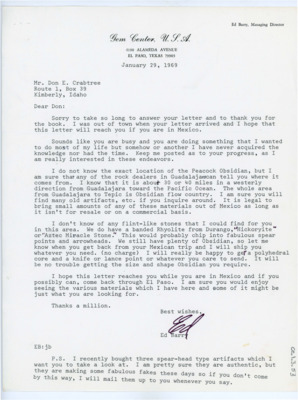 Ed Barr, Managing Director
Gem Center, U.S.A.
ALAMEDA AVENUE
EL PASO, TEXAS
January 29, 1969
Mr. Don E. Crabtree
Route 1, Box 39
Kimberly, Idaho
Dear Don:
Sorry to take so long to answer your letter and to thank you for
the book. I was out of town when your letter arrived and I hope that
this letter will reach you if you are in Mexico.
Sounds like you are busy and you are doing something that I wanted
to do most of my life but somehow or another I have never acquired the
knowledge nor had the time. Keep me posted as to your progress, as I
am really interested in these endeavors.
I do not know the exact location of the Peacock Obsidian, but I
am sure that any of the rock dealers in Guadalajara can tell you where it
comes from. I know that it is about 30 or 40 miles in a westerly
direction from Guadalajara toward the Pacific Ocean. The whole area
from Guadalajara to Tepic is Obsidian flow country. I am sure you will
find many old artifacts, etc. if you inquire around. It is legal to
bring small amounts of any of these materials out of Mexico as long as
it isn't for resale or on a commercial basis.
I don't know of any flint-like stones that I could find for you
in this area. We do have a banded Rhyolite from Durango,
or "Aztec Stone." This would probably chip into fabulous spear
points and arrowheads. We still have plenty of Obsidian, so let me
know when you get back from your Mexican trip and I will ship you
whatever you need. (no charge) I will really be happy to get a polyhedral
core and a knife or lance point or whatever you care to send. It will
be no trouble getting the size and shape Obsidian you require.
I hope this letter reaches you while you are in Mexico and if you
possibly can, come back through El Paso. I am sure you would enjoy
seeing the various materials which I have here and some of it might be
just what you are looking for.
Thanks a million.
Best wishes,
Ed
Ed Barr
EB:jb
P.S. I recently bought three spear-head type artifacts which I
want you to take a look at. I am pretty sure they are authentic, but
they are making some fabulous fakes these days so if you don't come
by this way, I will mail them up to you whenever you say.